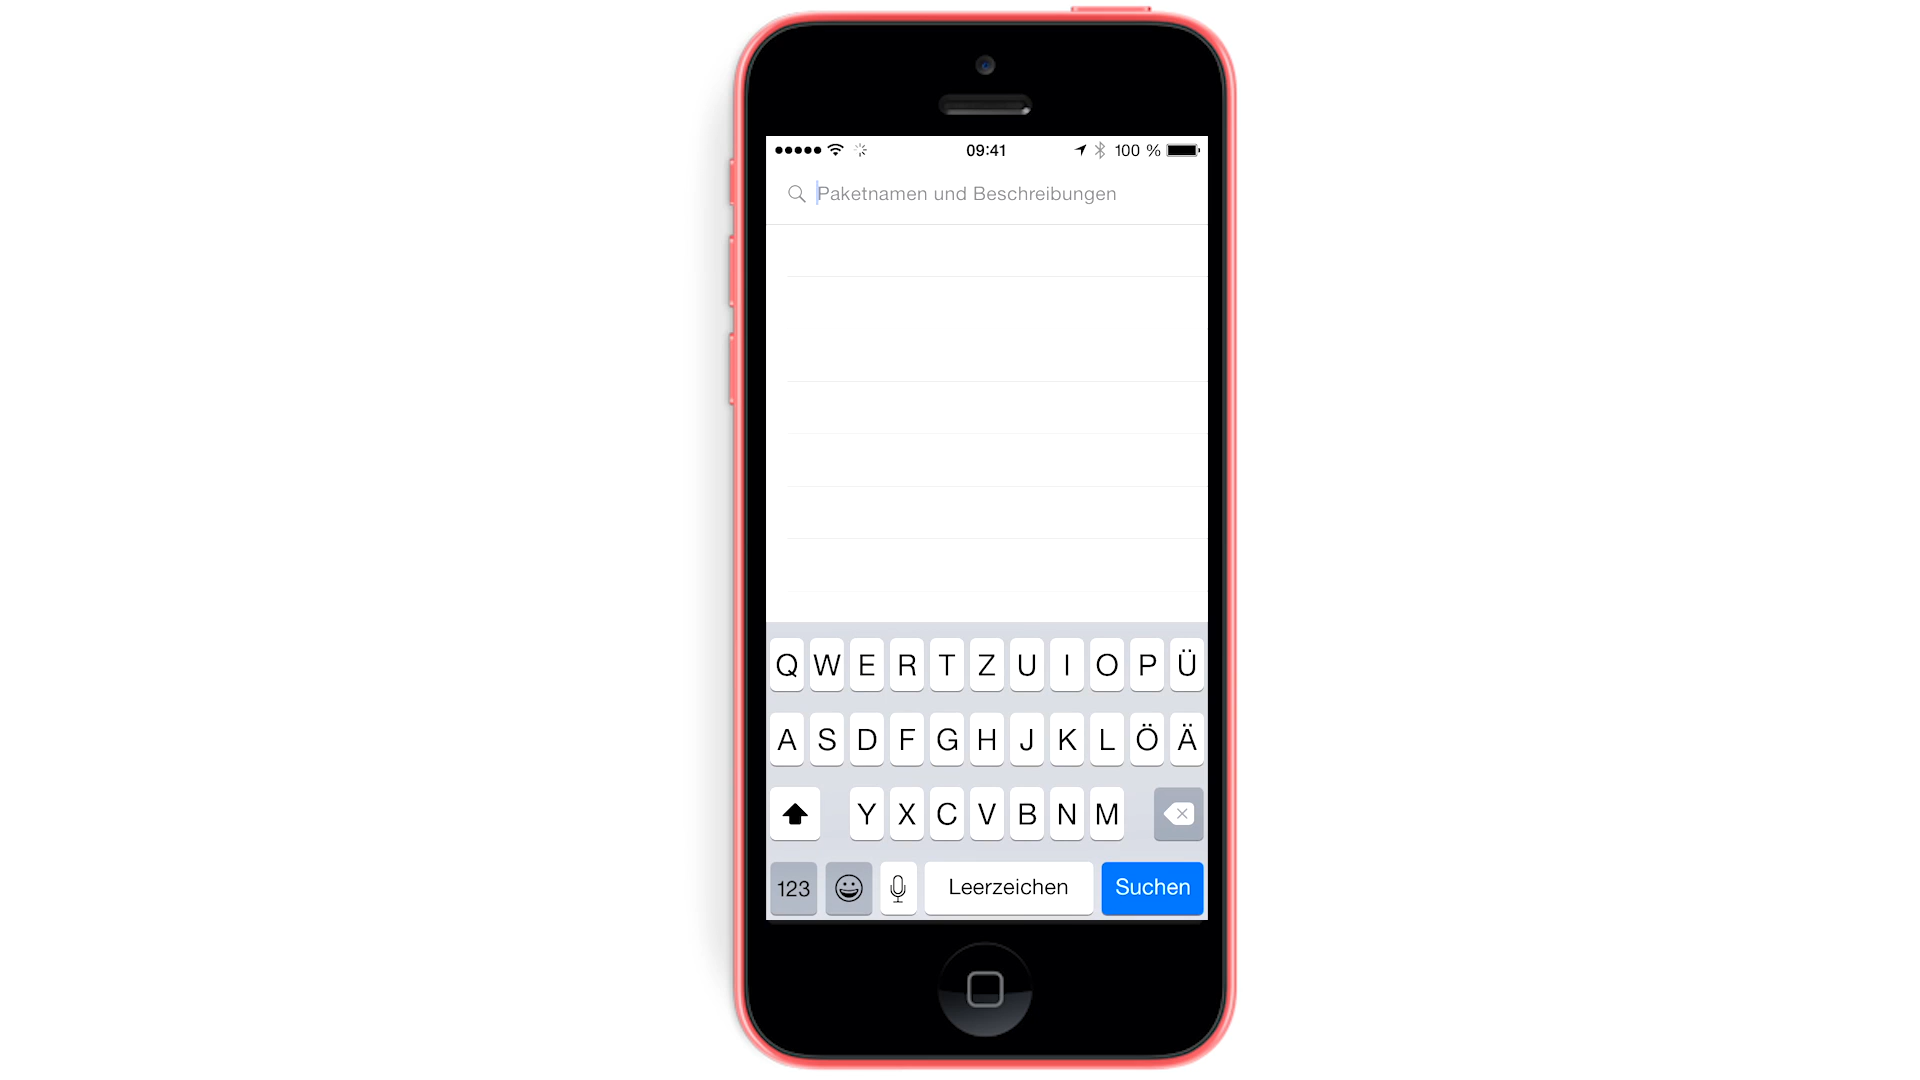 09:41 100 %
Paketnamen und Beschreibungen
Q W E R T Z U I O P Ü
A S D F G H J K L Ö Ä
Y X C V B N M
123 Leerzeichen Suchen